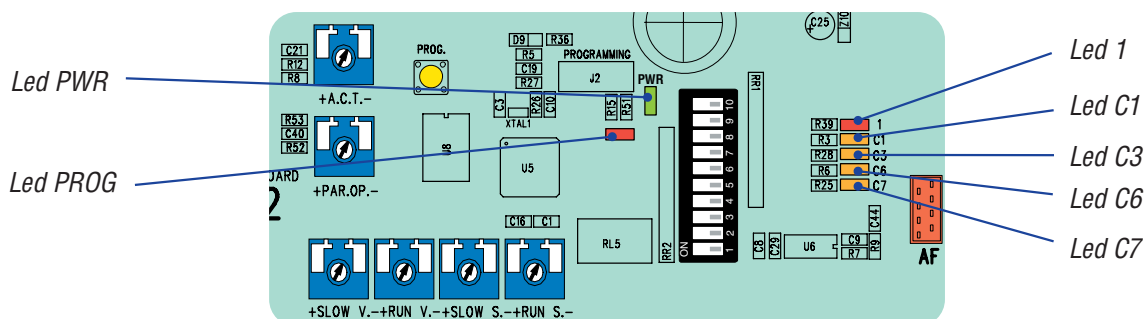 Led PWR
Led PROG
C21
R12
R8
+A.C.T.-
R53
C40
R52
+PAR.OP.-
UARD
2
PROG.
D9
R36
R5
C19
R27
PROGRAMMING
J2
PWR
C3
XTAL1
R26
C10
R15
R51
U8
U5
C16
C1
RL5
RR2
10
9
8
7
6
5
4
3
2
1
ON
RR1
C25
Z10
R39
1
R3
C1
R28
C3
R6
C6
R25
C7
C8
C29
U6
C9
R7
R9
C44
AF
+SLOW V.-+RUN V.-+SLOW S.-+RUN S.-
Led 1
Led C1
Led C3
Led C6
Led C7